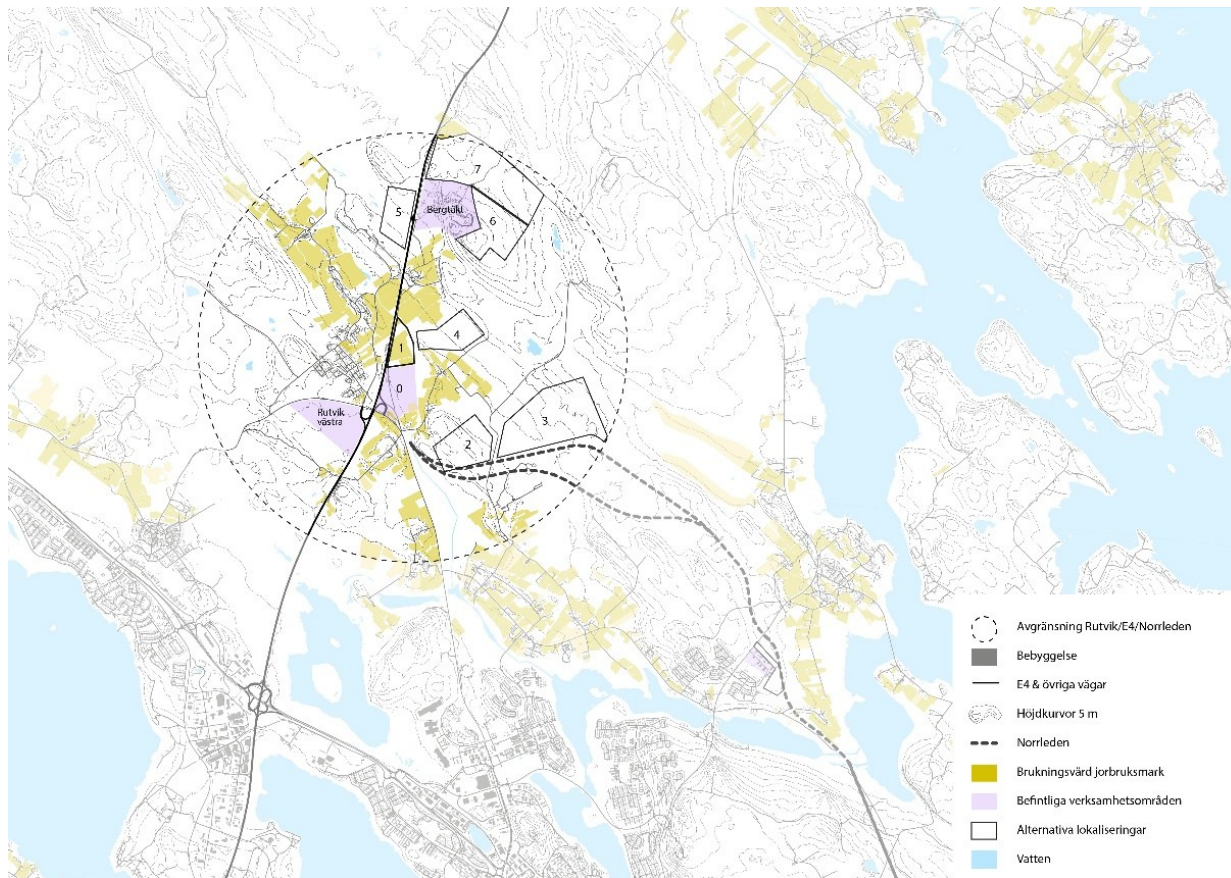 7
5
Bergtäkt
6
4
1
0
Rutvik
västra
3
2
Avgränsning Rutvik/E4/Norrleden
Bebyggelse
E4 & övriga vägar
Höjdkurvor 5 m
Norrleden
Brukningsvärd jorbruksmark
Befintliga verksamhetsområden
Alternativa lokaliseringar
Vatten